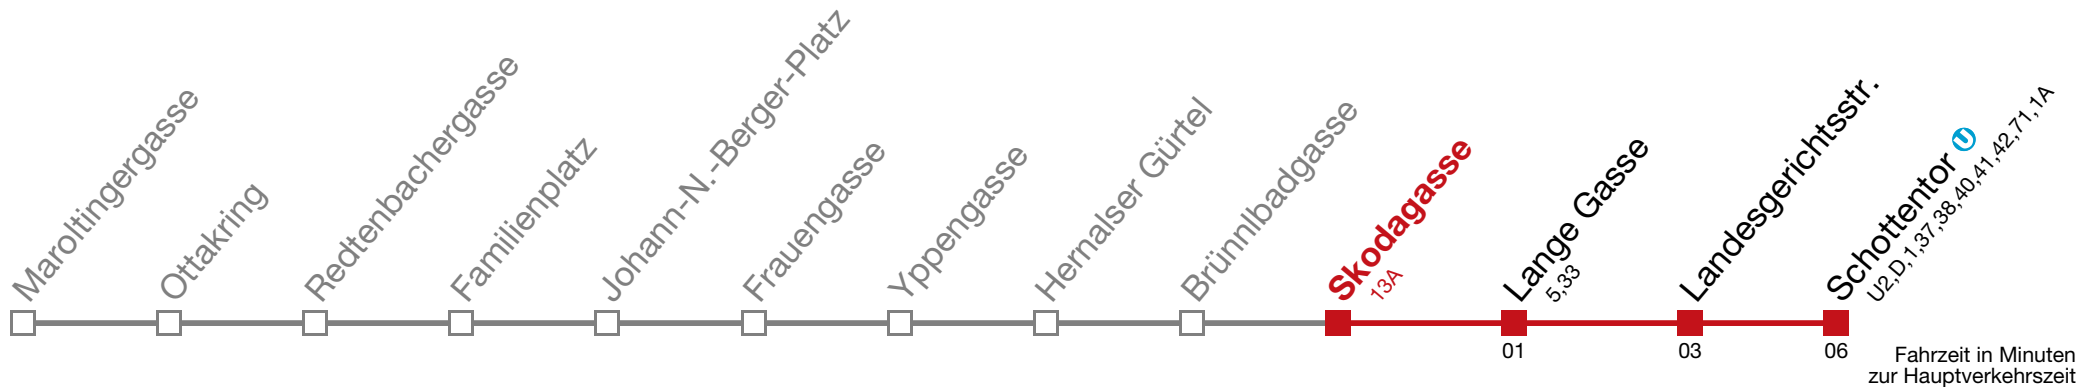 Maroltingergasse
Ottakring
Redtenbachergasse
Familienplatz
Johann-N.-Berger-Platz
Frauengasse
Yppengasse
Hernalser Gürtel
Brünnlbadgasse
Skodagasse
13A
Lange Gasse
5,33
Landesgerichtsstr.
Schottentor U
U2,D,1,37,38,40,41,42,71,1A
01
03
06
Fahrzeit in Minuten
zur Hauptverkehrszeit